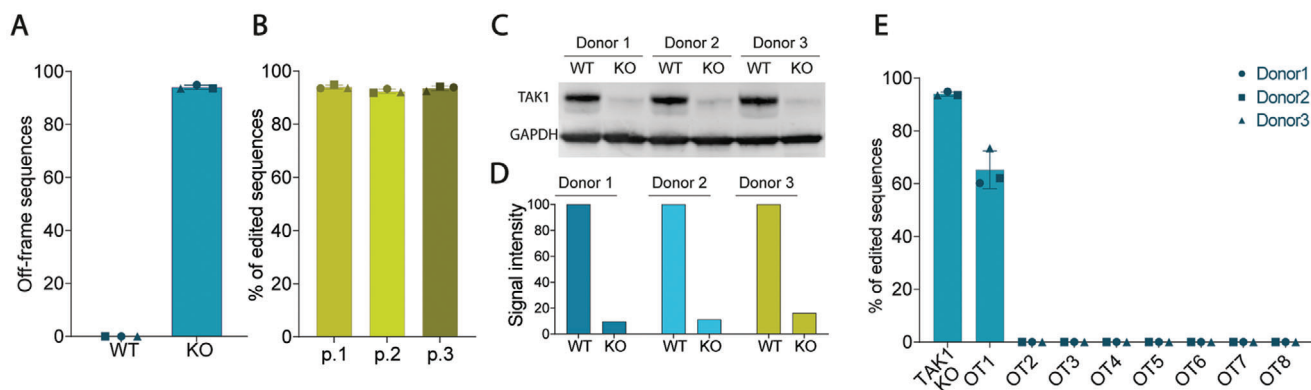 A
Off-frame sequences
100
80
60
40
20
0
WT KO
B
% of edited sequences
100
80
60
40
20
0
p.1 p.2 p.3
C
Donor 1 Donor 2 Donor 3
WT KO WT KO WT KO
TAK1
GAPDH
D
Donor 1 Donor 2 Donor 3
Signal intensity
100
80
60
40
20
0
WT KO WT KO WT KO
E
% of edited sequences
100
80
60
40
20
0
TAK1
KO
OT1
OT2
OT3
OT4
OT5
OT6
OT7
OT8
Donor1
Donor2
Donor3